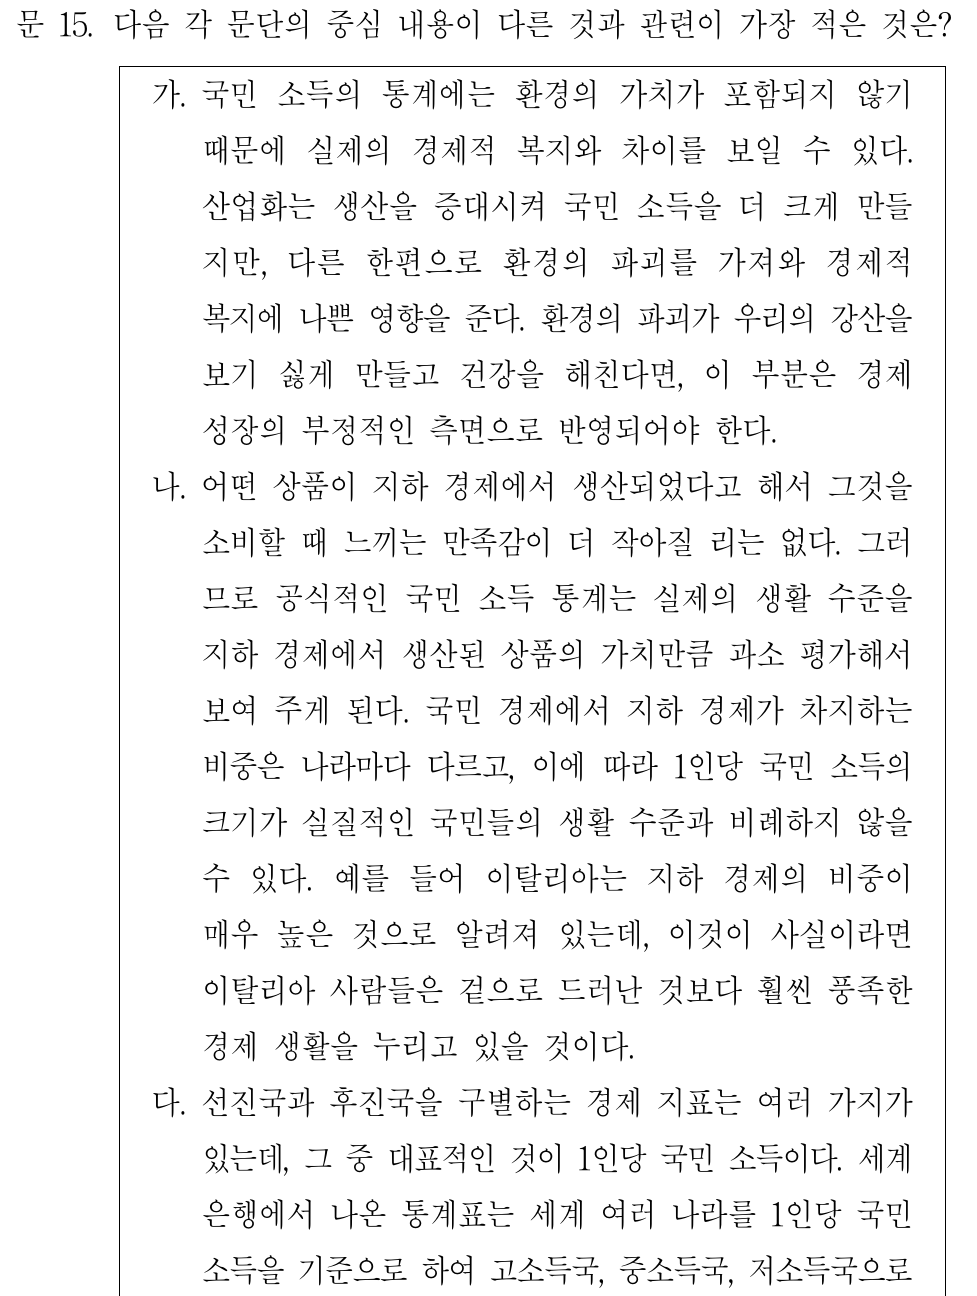 문 15. 다음 각 문단의 중심 내용이 다른 것과 관련이 가장 적은 것은?
가. 국민 소득의 통계에는 환경의 가치가 포함되지 않기
때문에 실제의 경제적 복지와 차이를 보일 수 있다.
산업화는 생산을 증대시켜 국민 소득을 더 크게 만들
지만, 다른 한편으로 환경의 파괴를 가져와 경제적
복지에 나쁜 영향을 준다. 환경의 파괴가 우리의 강산을
보기 싫게 만들고 건강을 해친다면, 이 부분은 경제
성장의 부정적인 측면으로 반영되어야 한다.
나. 어떤 상품이 지하 경제에서 생산되었다고 해서 그것을
소비할 때 느끼는 만족감이 더 작아질 리는 없다. 그러
므로 공식적인 국민 소득 통계는 실제의 생활 수준을
지하 경제에서 생산된 상품의 가치만큼 과소 평가해서
보여 주게 된다. 국민 경제에서 지하 경제가 차지하는
비중은 나라마다 다르고, 이에 따라 1인당 국민 소득의
크기가 실질적인 국민들의 생활 수준과 비례하지 않을
수 있다. 예를 들어 이탈리아는 지하 경제의 비중이
매우 높은 것으로 알려져 있는데, 이것이 사실이라면
이탈리아 사람들은 겉으로 드러난 것보다 훨씬 풍족한
경제 생활을 누리고 있을 것이다.
다. 선진국과 후진국을 구별하는 경제 지표는 여러 가지가
있는데, 그 중 대표적인 것이 1인당 국민 소득이다. 세계
은행에서 나온 통계표는 세계 여러 나라를 1인당 국민
소득을 기준으로 하여 고소득국, 중소득국, 저소득국으로